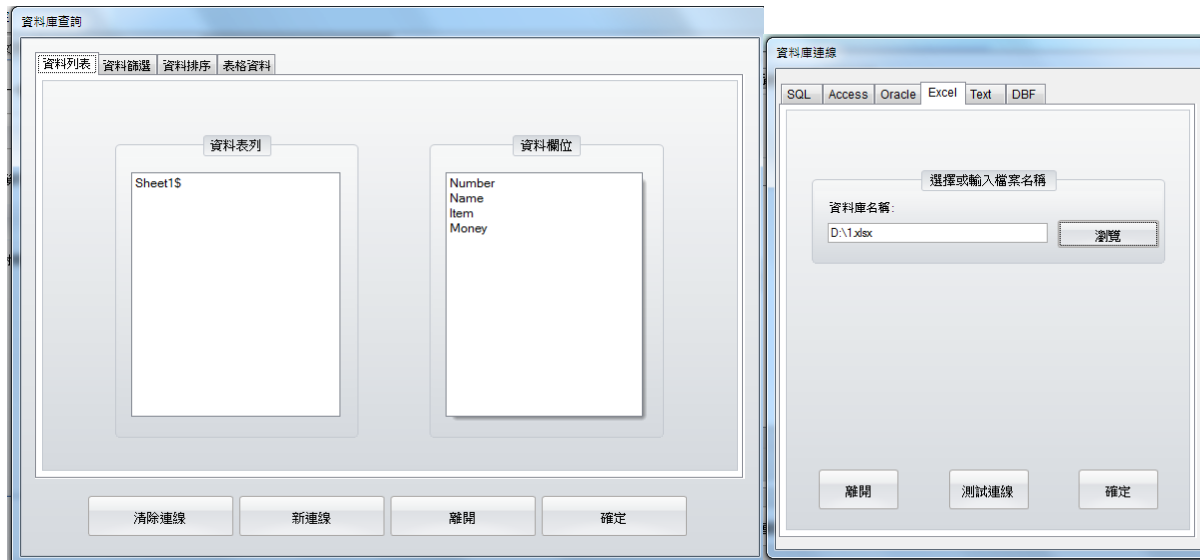 資料庫查詢
資料列表 資料篩選 資料排序 表格資料
資料表列
Sheet1$
資料欄位
Number
Name
Item
Money
清除連線 新連線 離開 確定
資料庫連線
SQL Access Oracle Excel Text DBF
選擇或輸入檔案名稱
資料庫名稱:
D:\1.xlsx
瀏覽
離開 測試連線 確定